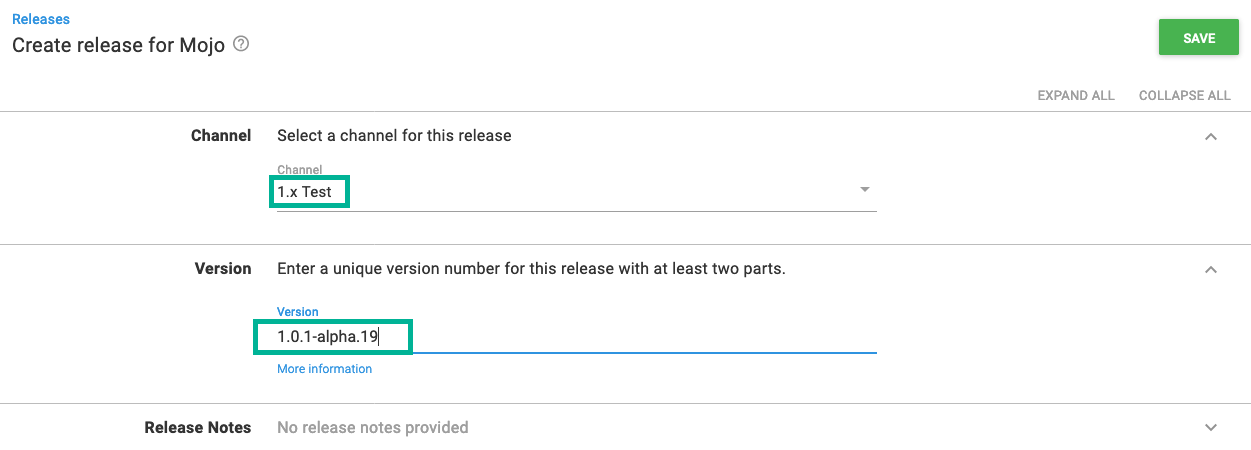 Releases
Create release for Mojo ?
SAVE
EXPAND ALL COLLAPSE ALL
Channel Select a channel for this release
Channel
1.x Test
Version Enter a unique version number for this release with at least two parts.
Version
1.0.1-alpha.19
More information
Release Notes No release notes provided